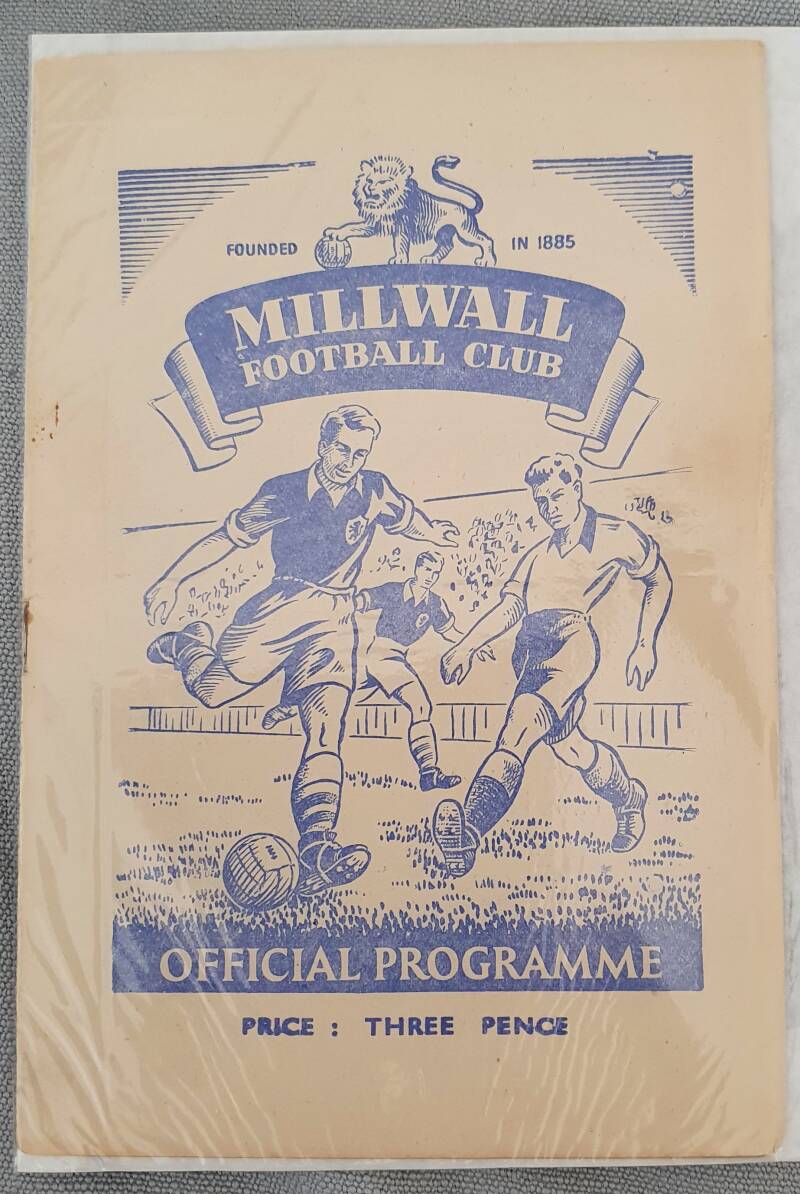 FOUNDED IN 1885
MILLWALL
FOOTBALL CLUB
OFFICIAL PROGRAMME
PRICE : THREE PENCE